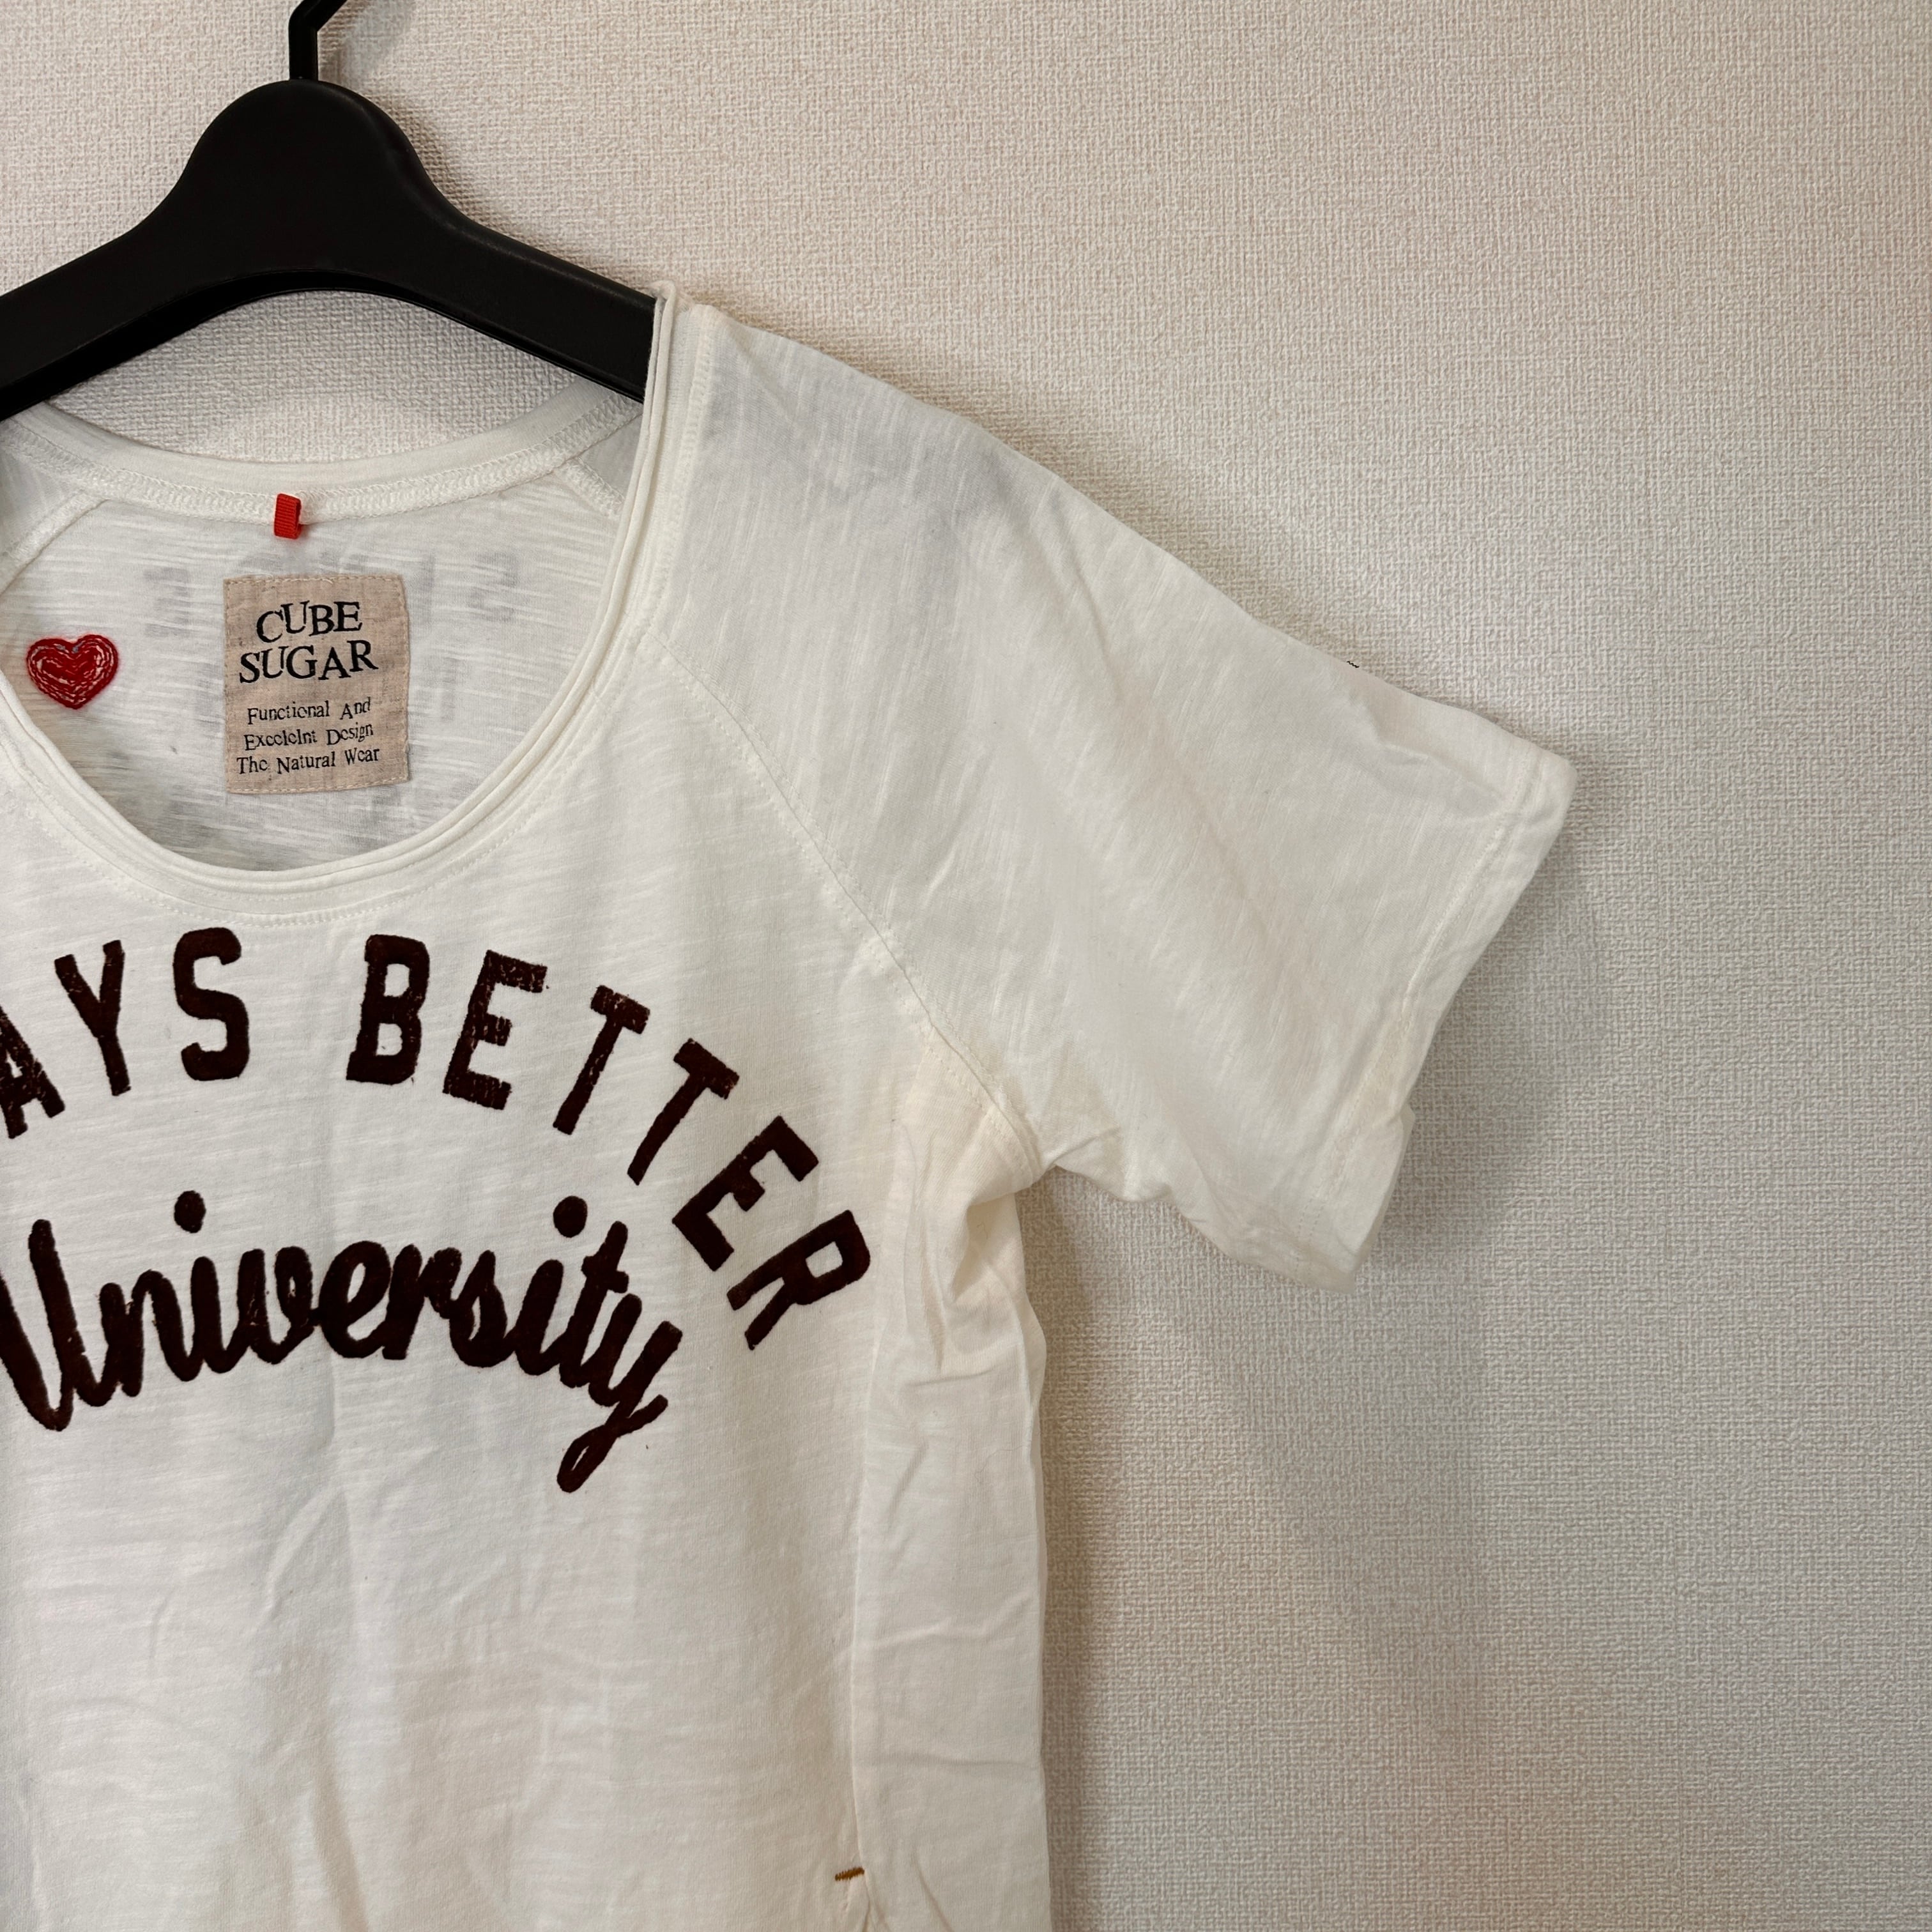 CUBE
SUGAR
Functional And
Excelelnt Design
The Natural Wear
AYS BETTER
University